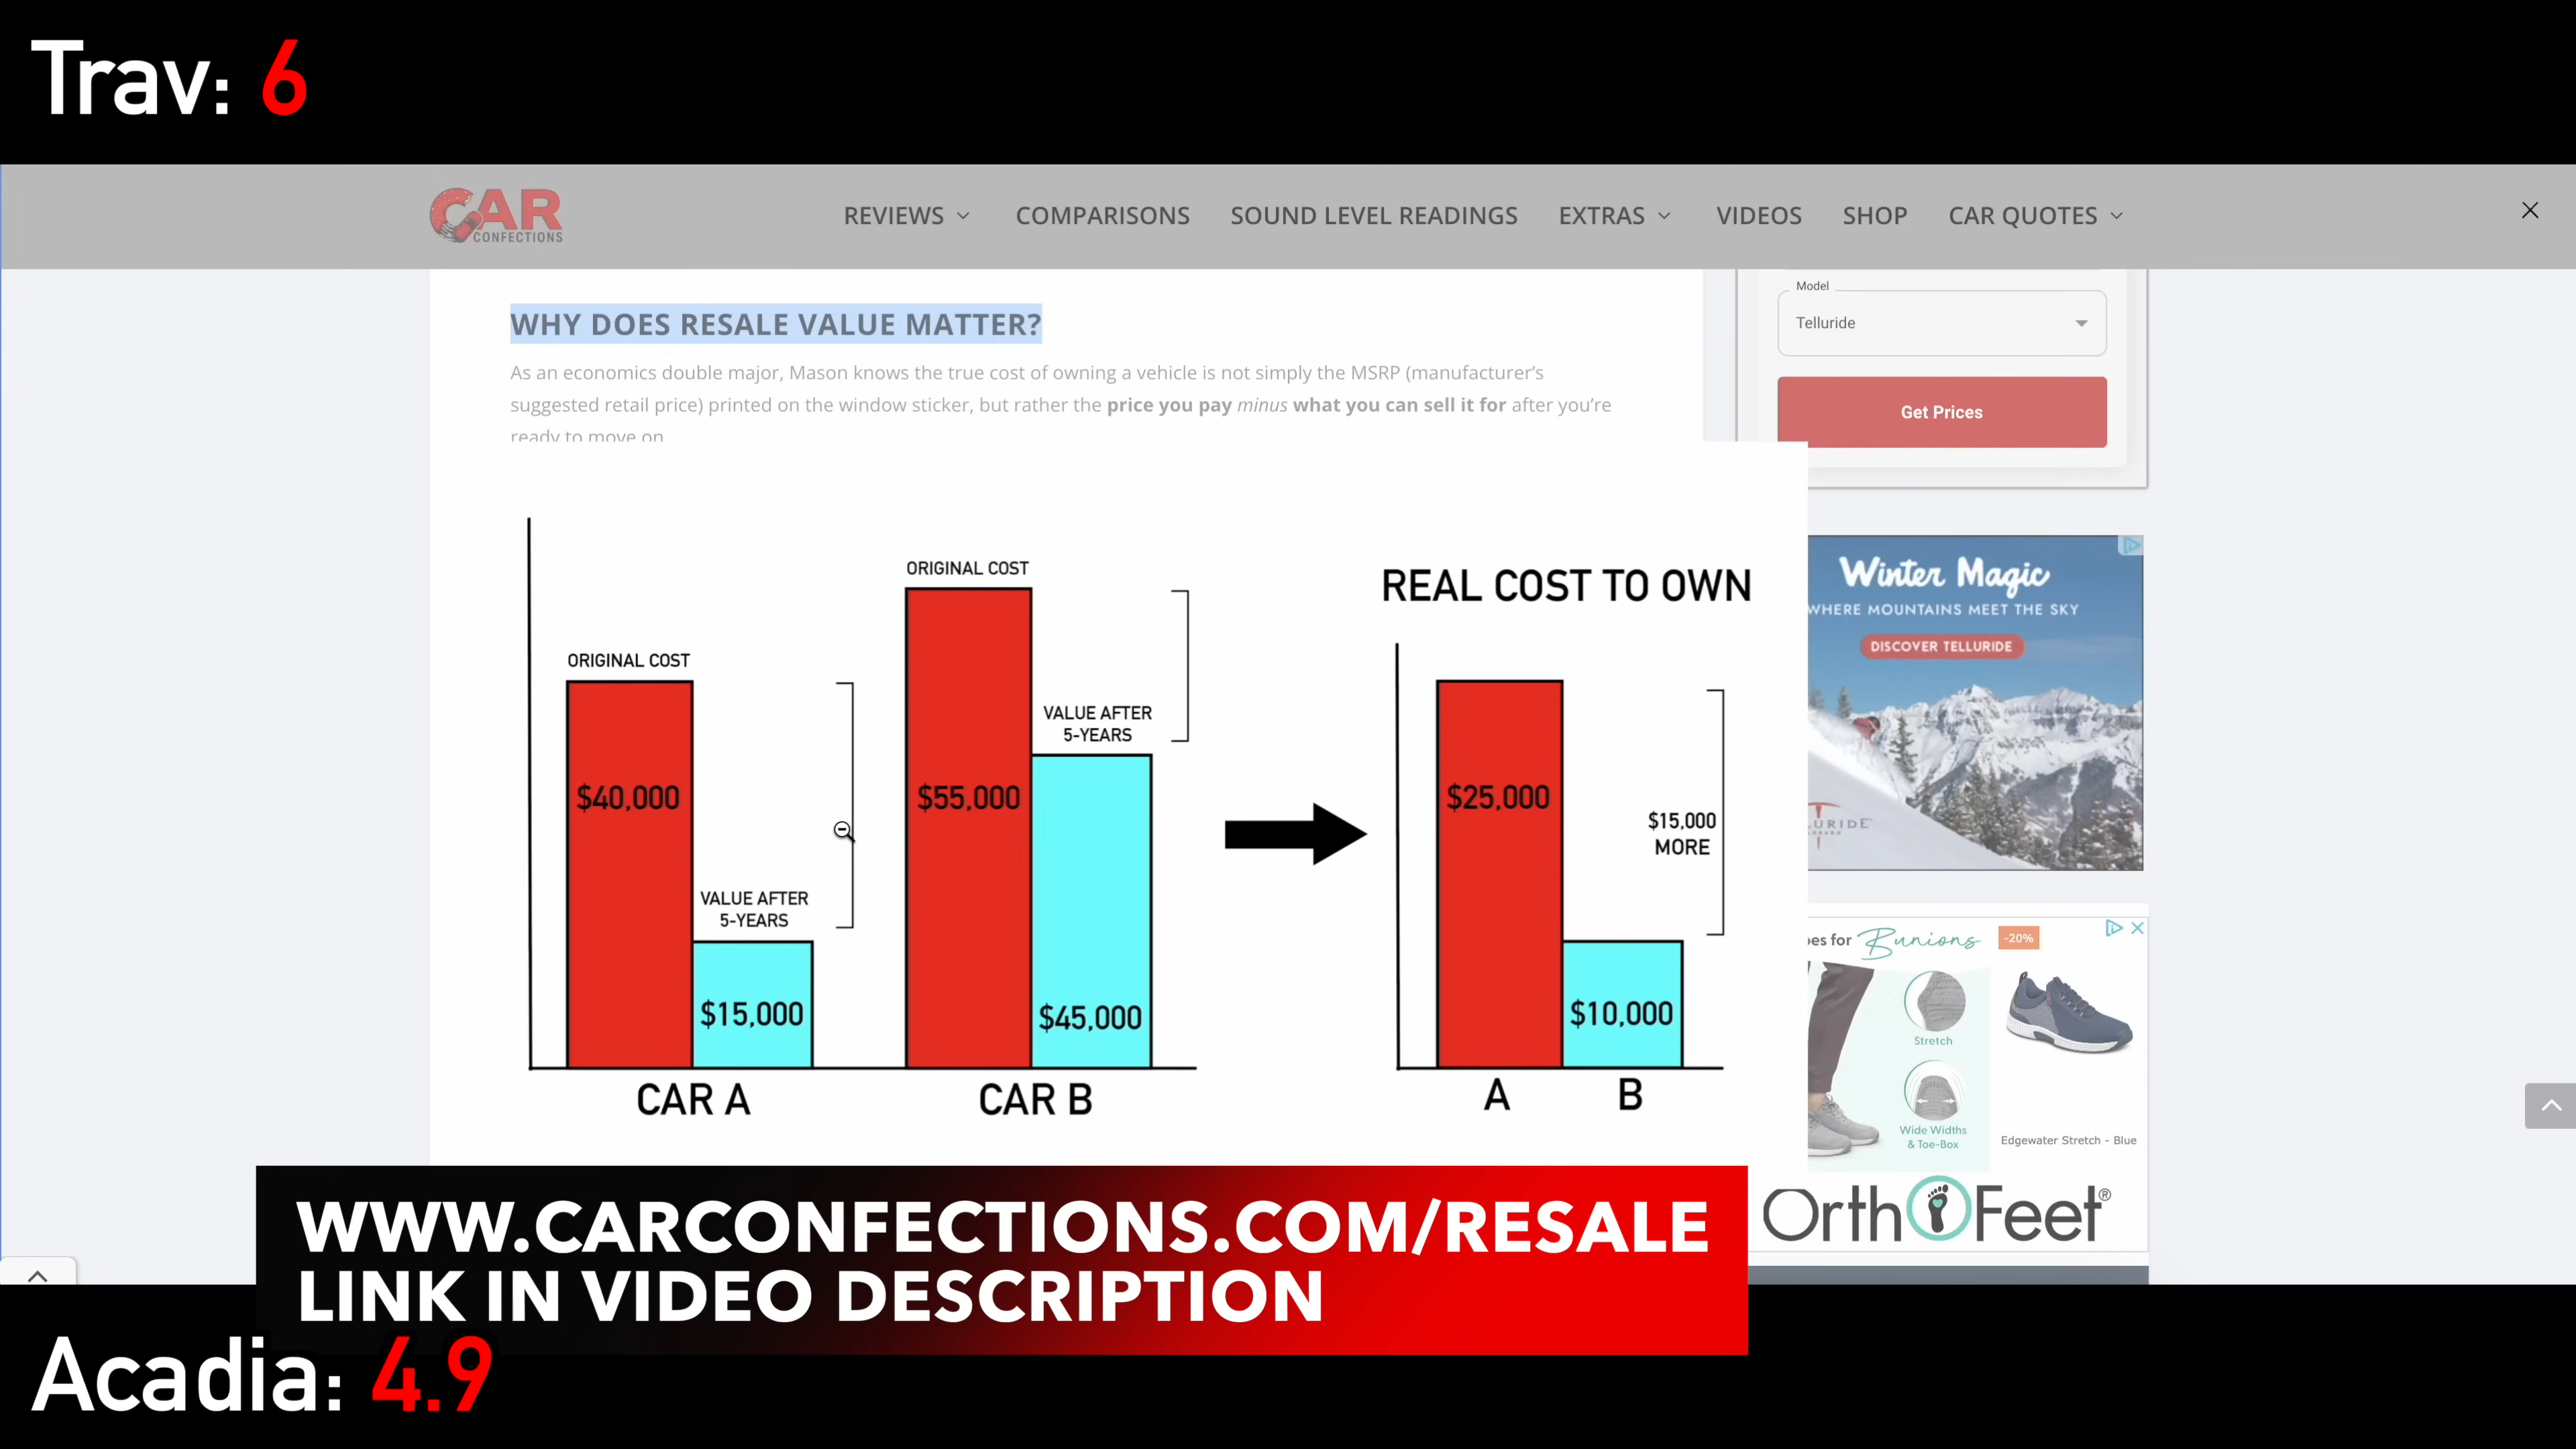 Trav: 6
CAR
CONFECTIONS
REVIEWS
COMPARISONS
SOUND LEVEL READINGS
EXTRAS
VIDEOS
SHOP
CAR QUOTES
WHY DOES RESALE VALUE MATTER?
As an economics double major, Mason knows the true cost of owning a vehicle is not simply the MSRP (manufacturer's
suggested retail price) printed on the window sticker, but rather the price you pay minus what you can sell it for after you're
ready to move on
Model
Telluride
Get Prices
ORIGINAL COST
$40,000
VALUE AFTER
5-YEARS
$15,000
CAR A
ORIGINAL COST
$55,000
VALUE AFTER
5-YEARS
$45,000
CAR B
REAL COST TO OWN
$25,000
$15,000
MORE
$10,000
A
B
Winter Magic
WHERE MOUNTAINS MEET THE SKY
DISCOVER TELLURIDE
Bunions
for
-20%
Stretch
Wide Widths
& Toe-Box
Edgewater Stretch - Blue
OrthoFeet®
WWW.CARCONFECTIONS.COM/RESALE
LINK IN VIDEO DESCRIPTION
Acadia: 4.9